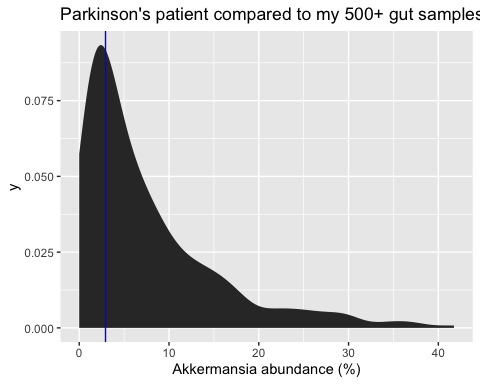 Parkinson's patient compared to my 500+ gut samples
0.075
0.050
0.025
0.000
y
0 10 20 30 40
Akkermansia abundance (%)